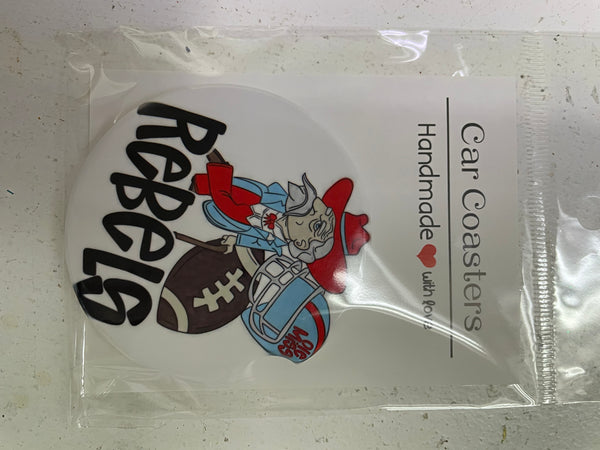 Car Coasters
Handmade ❤ with love!
OLE
MISS
REBELS